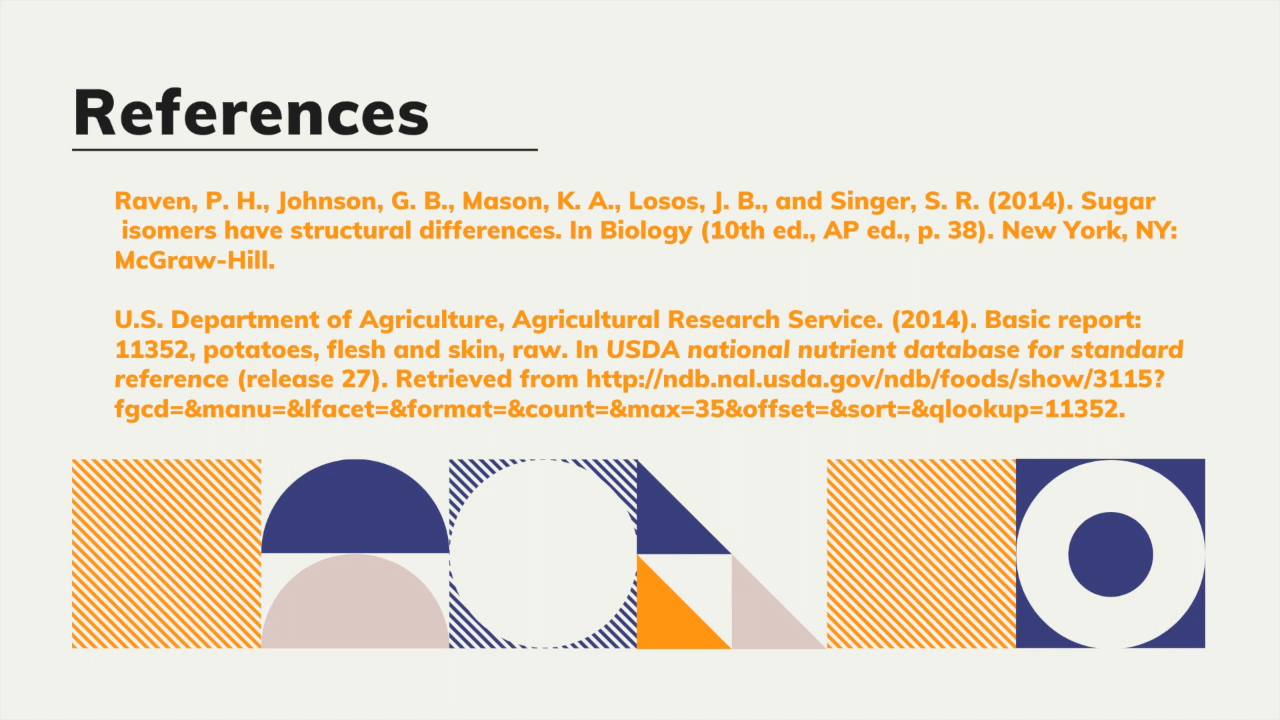 References
Raven, P. H., Johnson, G. B., Mason, K. A., Losos, J. B., and Singer, S. R. (2014). Sugar
isomers have structural differences. In Biology (10th ed., AP ed., p. 38). New York, NY:
McGraw-Hill.
U.S. Department of Agriculture, Agricultural Research Service. (2014). Basic report:
11352, potatoes, flesh and skin, raw. In USDA national nutrient database for standard
reference (release 27). Retrieved from http://ndb.nal.usda.gov/ndb/foods/show/3115?
fgcd=&manu=&lfacet=&format=&count=&max=35&offset=&sort=&qlookup=11352.